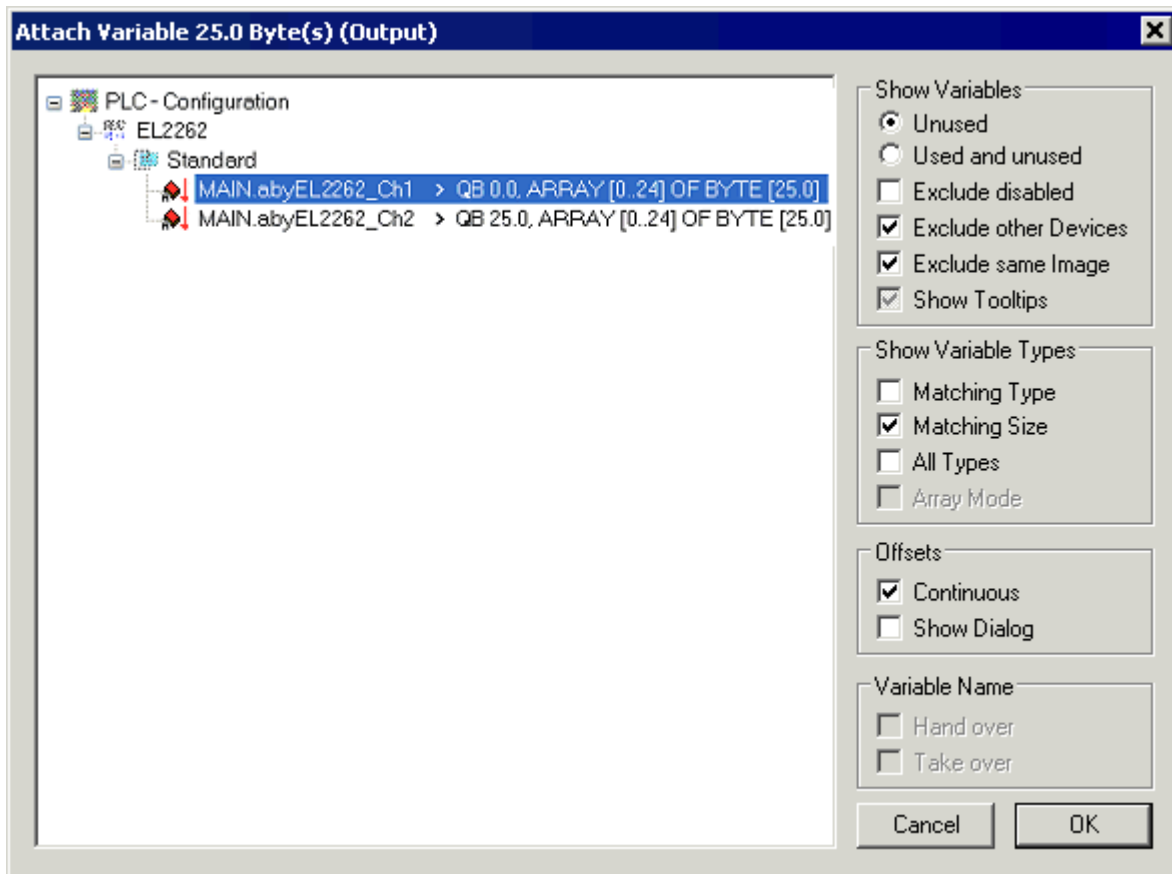 Attach Variable 25.0 Byte(s) (Output)
PLC - Configuration
EL2262
Standard
MAIN.abyEL2262_Ch1 > QB 0.0, ARRAY [0..24] OF BYTE [25.0]
MAIN.abyEL2262_Ch2 > QB 25.0, ARRAY [0..24] OF BYTE [25.0]
Show Variables
Unused
Used and unused
Exclude disabled
Exclude other Devices
Exclude same Image
Show Tooltips
Show Variable Types
Matching Type
Matching Size
All Types
Array Mode
Offsets
Continuous
Show Dialog
Variable Name
Hand over
Take over
Cancel
OK